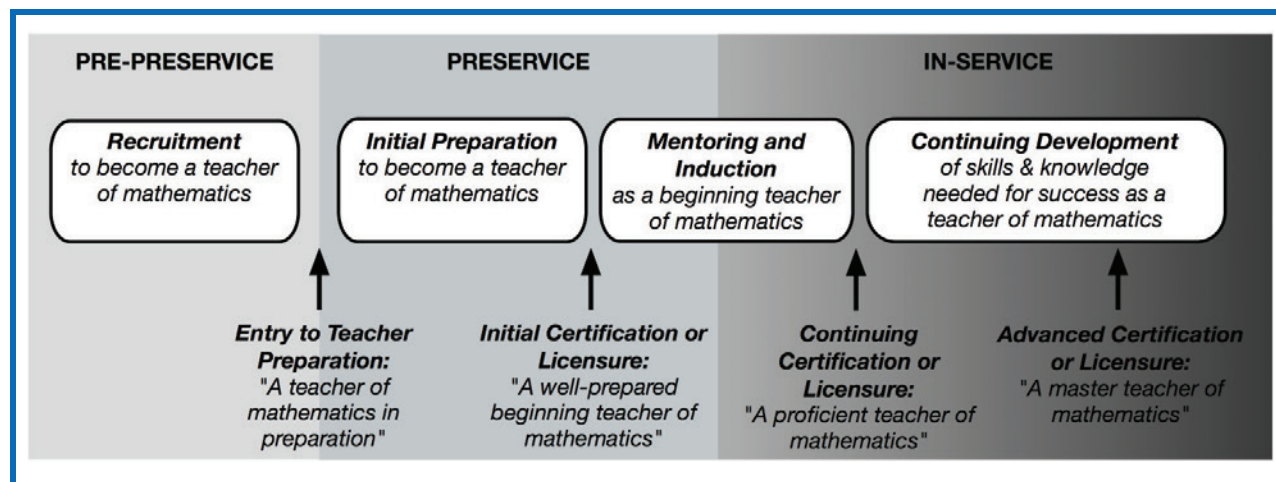 PRE-PRESERVICE
PRESERVICE
IN-SERVICE
Recruitment
to become a teacher
of mathematics
Initial Preparation
to become a teacher
of mathematics
Mentoring and
Induction
as a beginning teacher
of mathematics
Continuing Development
of skills & knowledge
needed for success as a
teacher of mathematics
Entry to Teacher
Preparation:
"A teacher of
mathematics in
preparation"
Initial Certification or
Licensure:
"A well-prepared
beginning teacher of
mathematics"
Continuing
Certification or
Licensure:
"A proficient teacher of
mathematics"
Advanced Certification
or Licensure:
"A master teacher of
mathematics"